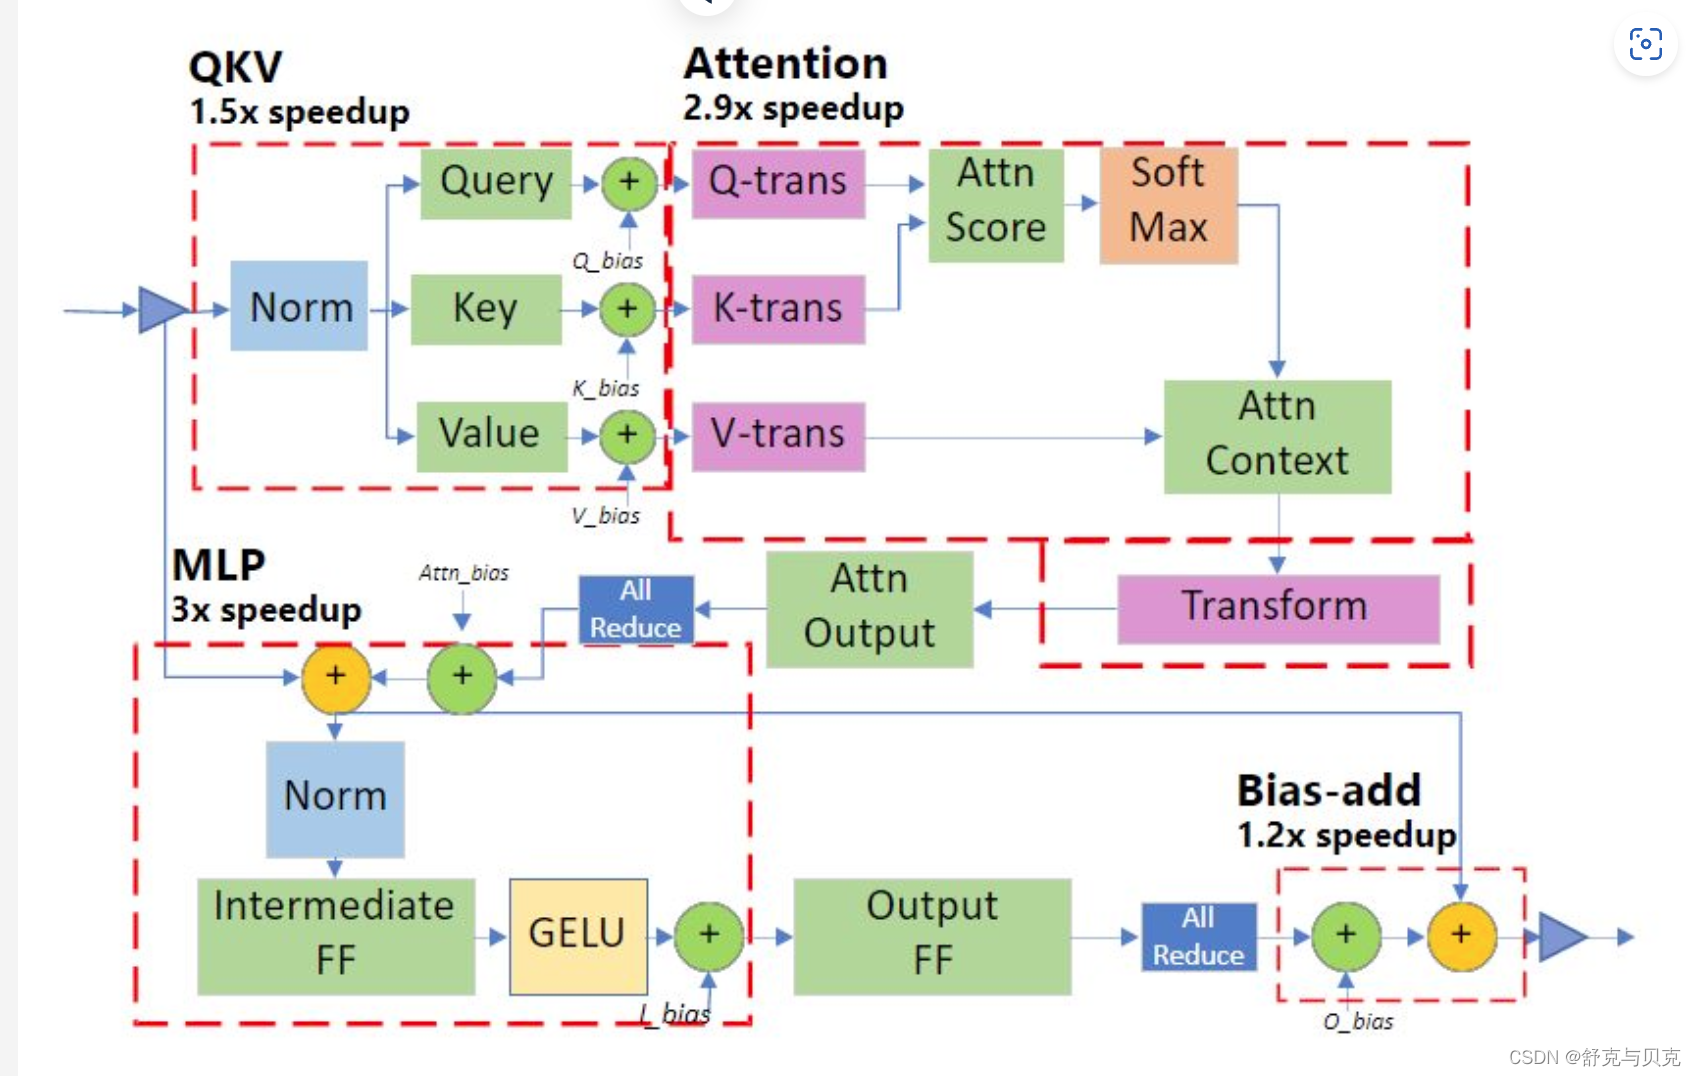 QKV
1.5x speedup
Attention
2.9x speedup
Query
+
Q-trans
Attn
Score
Soft
Max
Q_bias
Norm
Key
+
K-trans
K_bias
Value
+
V-trans
Attn
Context
V_bias
MLP
3x speedup
Attn_bias
All
Reduce
Attn
Output
Transform
+
+
Norm
Bias-add
1.2x speedup
Intermediate
FF
GELU
+
Output
FF
All
Reduce
+
+
I_bias
O_bias
CSDN @舒克与贝克